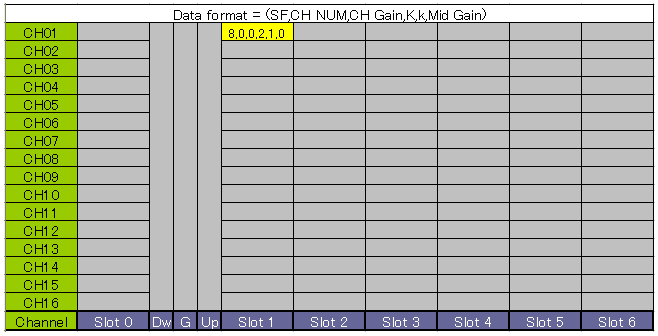 Data format = (SF,CH NUM,CH Gain,K,k,Mid Gain)
CH01 8,0,0,2,1,0
CH02
CH03
CH04
CH05
CH06
CH07
CH08
CH09
CH10
CH11
CH12
CH13
CH14
CH15
CH16
Channel Slot 0 Dw G Up Slot 1 Slot 2 Slot 3 Slot 4 Slot 5 Slot 6